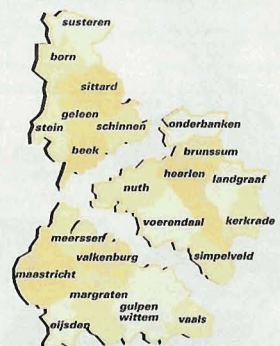 susteren
born
sittard
geleen
stein
schinnen
onderbanken
beek
brunssum
heerlen
landgraaf
nuth
voerendaal
kerkrade
meerssen
simpelveld
valkenburg
maastricht
margraten
gulpen
wittem
vaals
eijsden